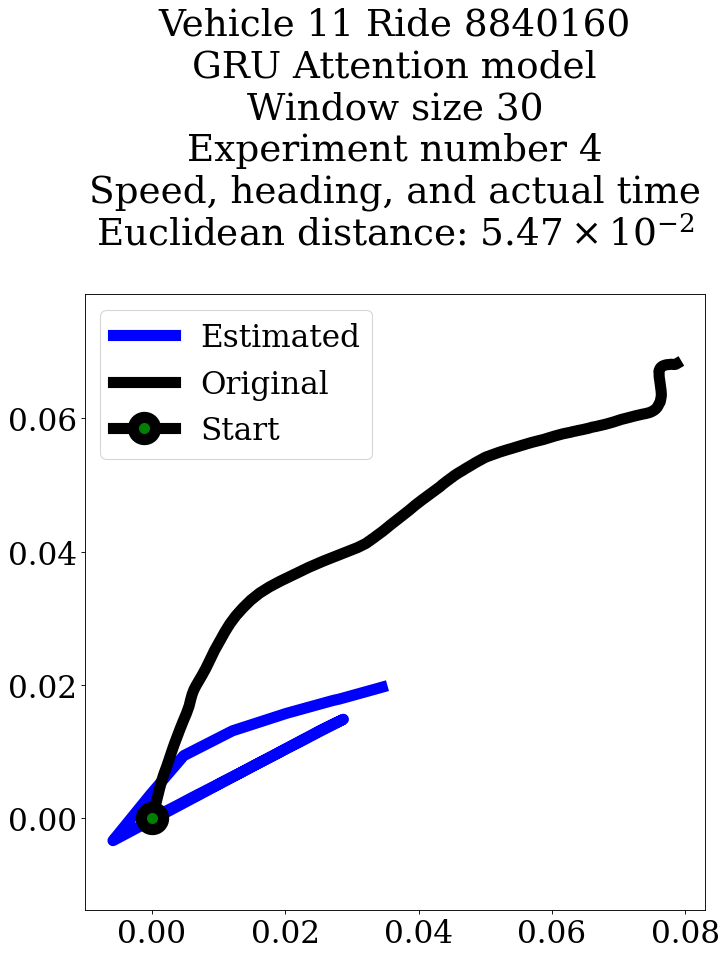 Vehicle 11 Ride 8840160
GRU Attention model
Window size 30
Experiment number 4
Speed, heading, and actual time
Euclidean distance: 5.47 × 10⁻²
Estimated
Original
Start
0.06
0.04
0.02
0.00
0.00 0.02 0.04 0.06 0.08